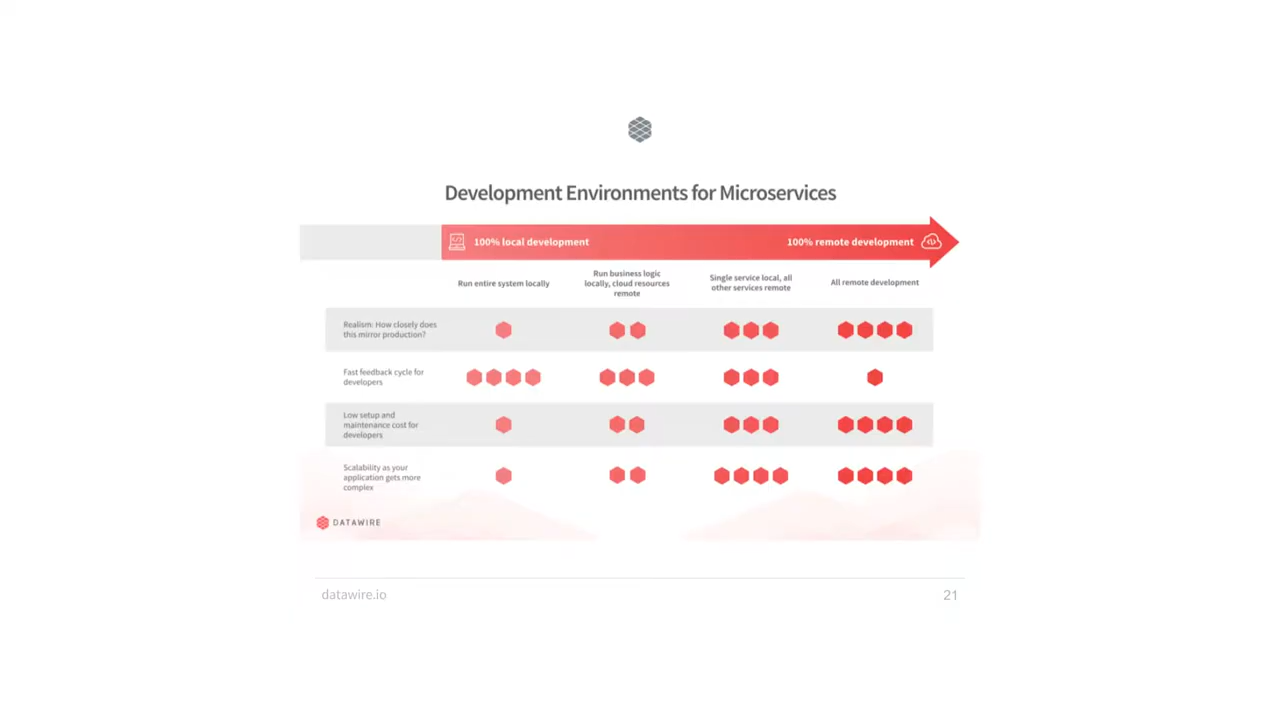 Development Environments for Microservices
100% local development
100% remote development
Run entire system locally
Run business logic
locally, cloud resources
remote
Single service local, all
other services remote
All remote development
Realism: How closely does
this mirror production?
Fast feedback cycle for
developers
Low setup and
maintenance cost for
developers
Scalability as your
application gets more
complex
DATAWIRE
datawire.io
21